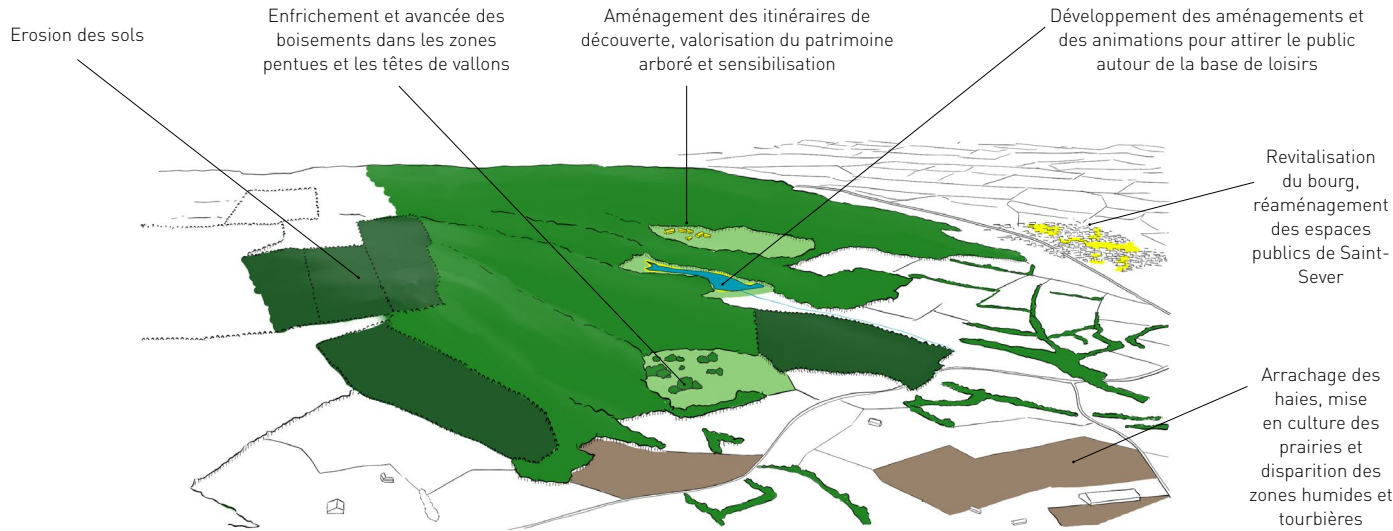 Erosion des sols
Enfrichement et avancée des
boisements dans les zones
pentues et les têtes de vallons
Aménagement des itinéraires de
découverte, valorisation du patrimoine
arboré et sensibilisation
Développement des aménagements et
des animations pour attirer le public
autour de la base de loisirs
Revitalisation
du bourg,
réaménagement
des espaces
publics de Saint-
Sever
Arrachage des
haies, mise
en culture des
prairies et
disparition des
zones humides et
tourbières